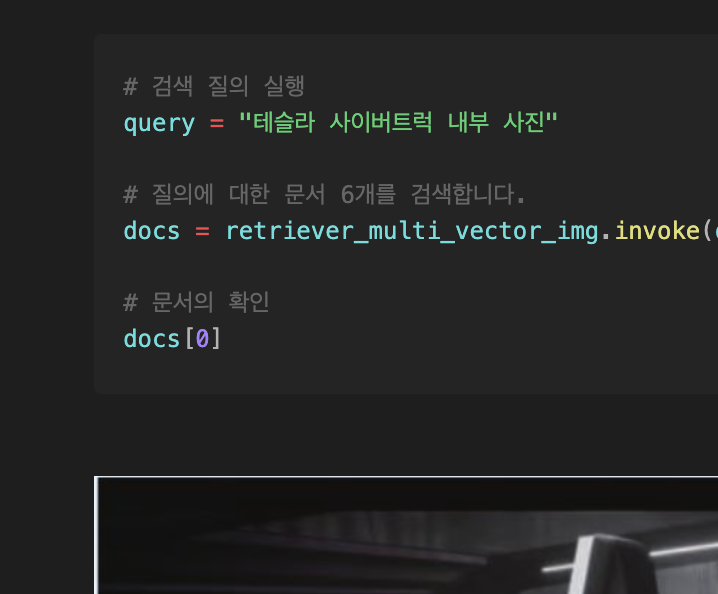 # 검색 질의 실행
query = "테슬라 사이버트럭 내부 사진"
# 질의에 대한 문서 6개를 검색합니다.
docs = retriever_multi_vector_img.invoke(
# 문서의 확인
docs[0]